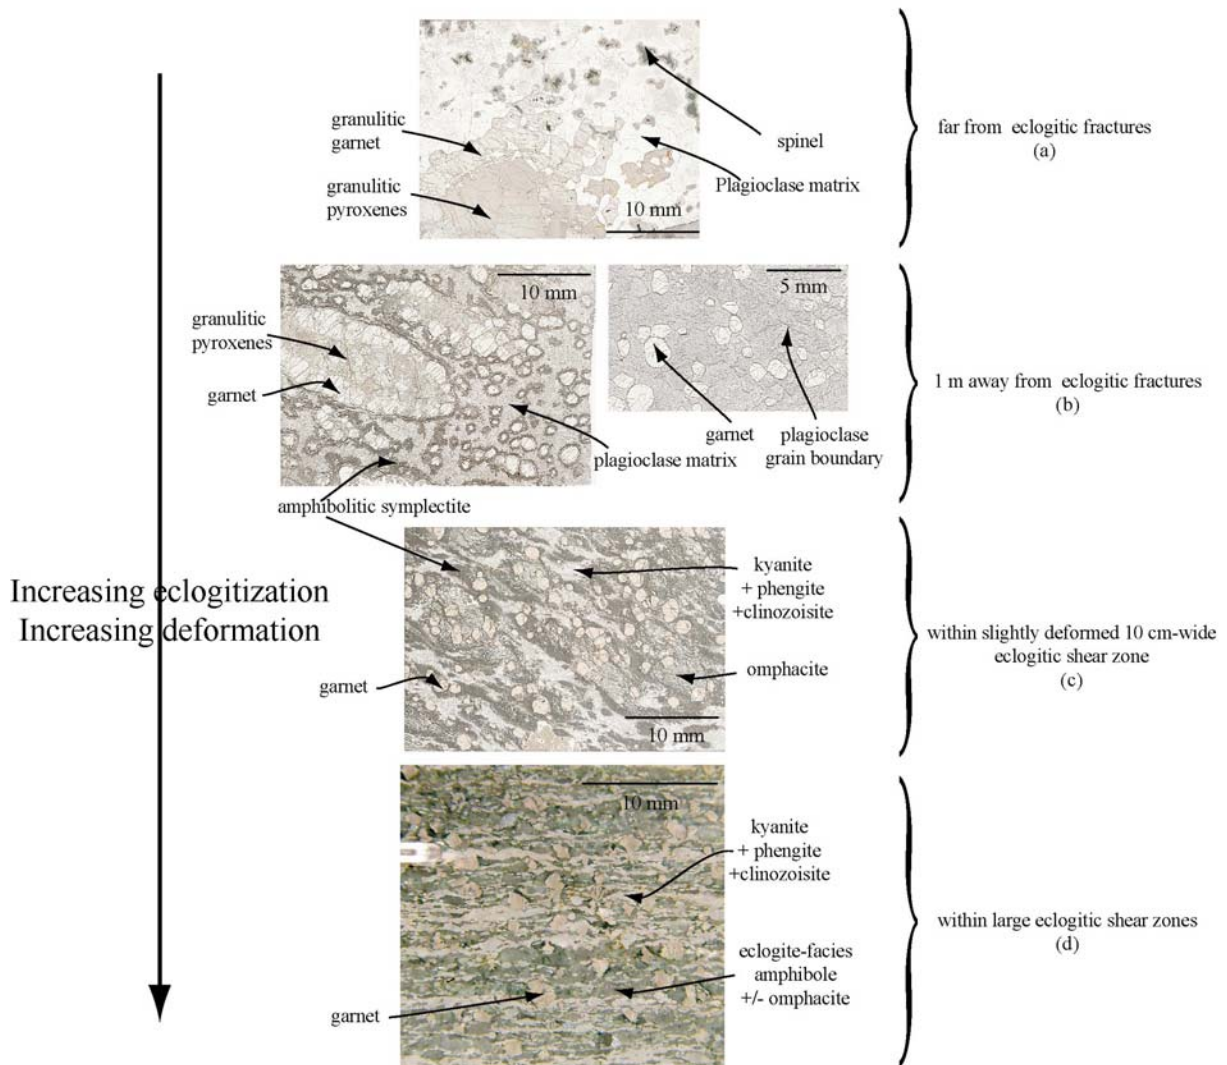 granulitic
garnet
granulitic
pyroxenes
spinel
Plagioclase matrix
10 mm
far from eclogitic fractures
(a)
10 mm
5 mm
granulitic
pyroxenes
garnet
plagioclase matrix
garnet
plagioclase
grain boundary
1 m away from eclogitic fractures
(b)
amphibolitic symplectite
kyanite
+ phengite
+clinozoisite
omphacite
garnet
10 mm
within slightly deformed 10 cm-wide
eclogitic shear zone
(c)
Increasing eclogitization
Increasing deformation
10 mm
kyanite
+ phengite
+clinozoisite
eclogite-facies
amphibole
+/- omphacite
garnet
within large eclogitic shear zones
(d)